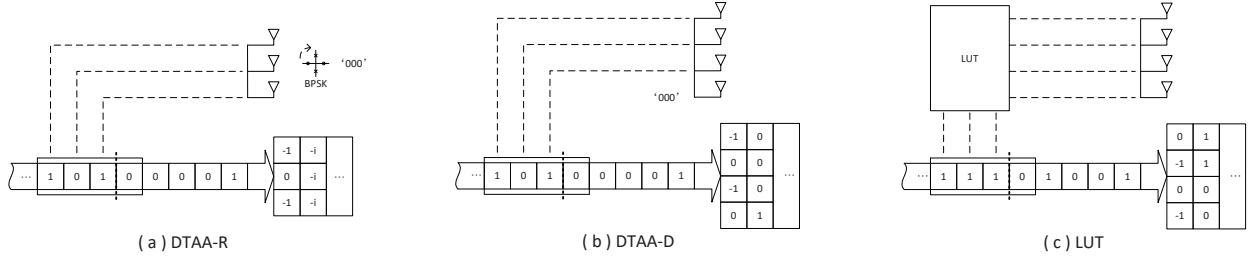 '000'
BPSK
... 1 0 1 0 0 0 0 1
-1 -i
0 -i ...
-1 -i
( a ) DTAA-R
'000'
... 1 0 1 0 0 0 0 1
-1 0
0 0
-1 0 ...
0 1
( b ) DTAA-D
LUT
... 1 1 1 0 1 0 0 1
0 1
-1 1
0 0 ...
-1 0
( c ) LUT